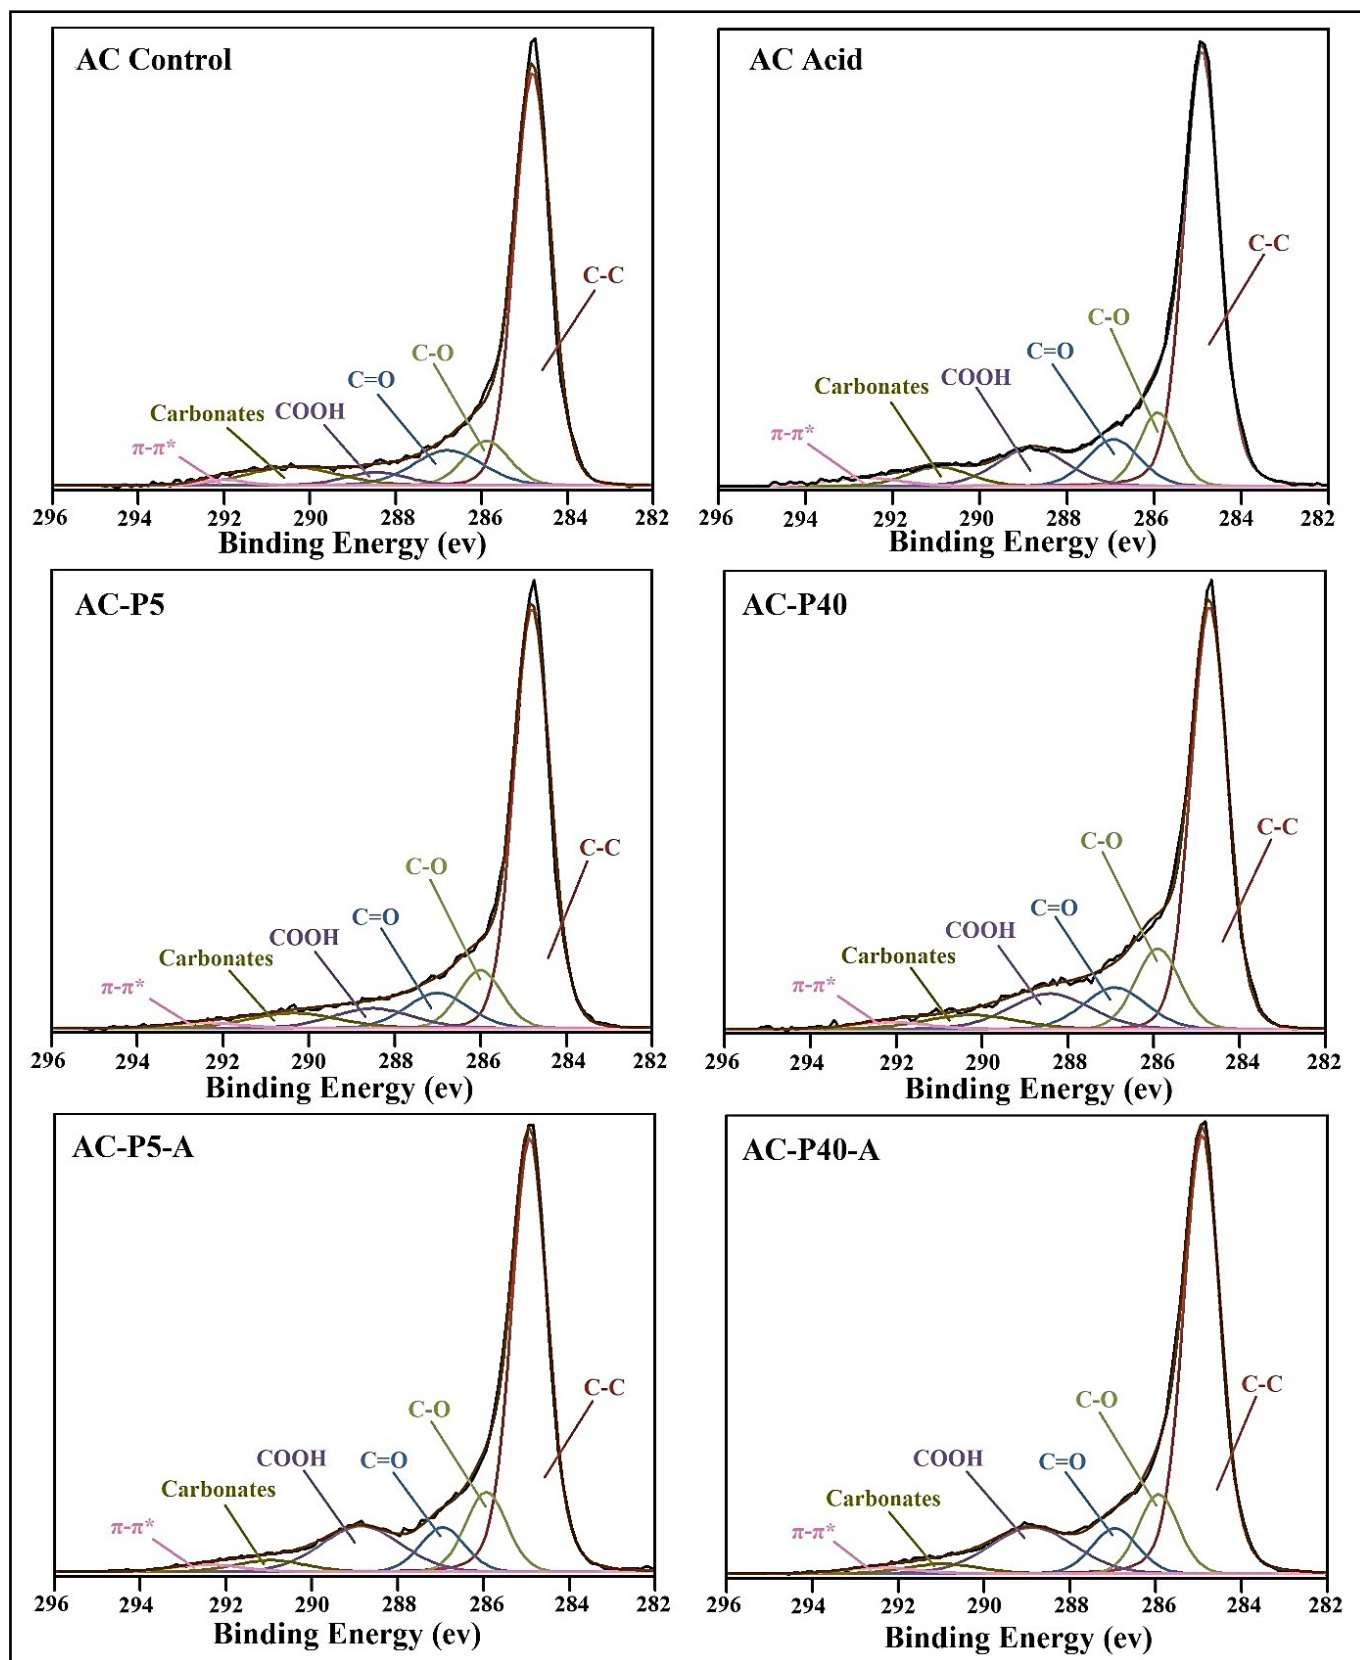 AC Control
C-C
C-O
C=O
COOH
Carbonates
π-π*
296 294 292 290 288 286 284 282
Binding Energy (ev)
AC Acid
C-C
C-O
C=O
COOH
Carbonates
π-π*
296 294 292 290 288 286 284 282
Binding Energy (ev)
AC-P5
C-C
C-O
C=O
COOH
Carbonates
π-π*
296 294 292 290 288 286 284 282
Binding Energy (ev)
AC-P40
C-C
C-O
C=O
COOH
Carbonates
π-π*
296 294 292 290 288 286 284 282
Binding Energy (ev)
AC-P5-A
C-C
C-O
C=O
COOH
Carbonates
π-π*
296 294 292 290 288 286 284 282
Binding Energy (ev)
AC-P40-A
C-C
C-O
C=O
COOH
Carbonates
π-π*
296 294 292 290 288 286 284 282
Binding Energy (ev)